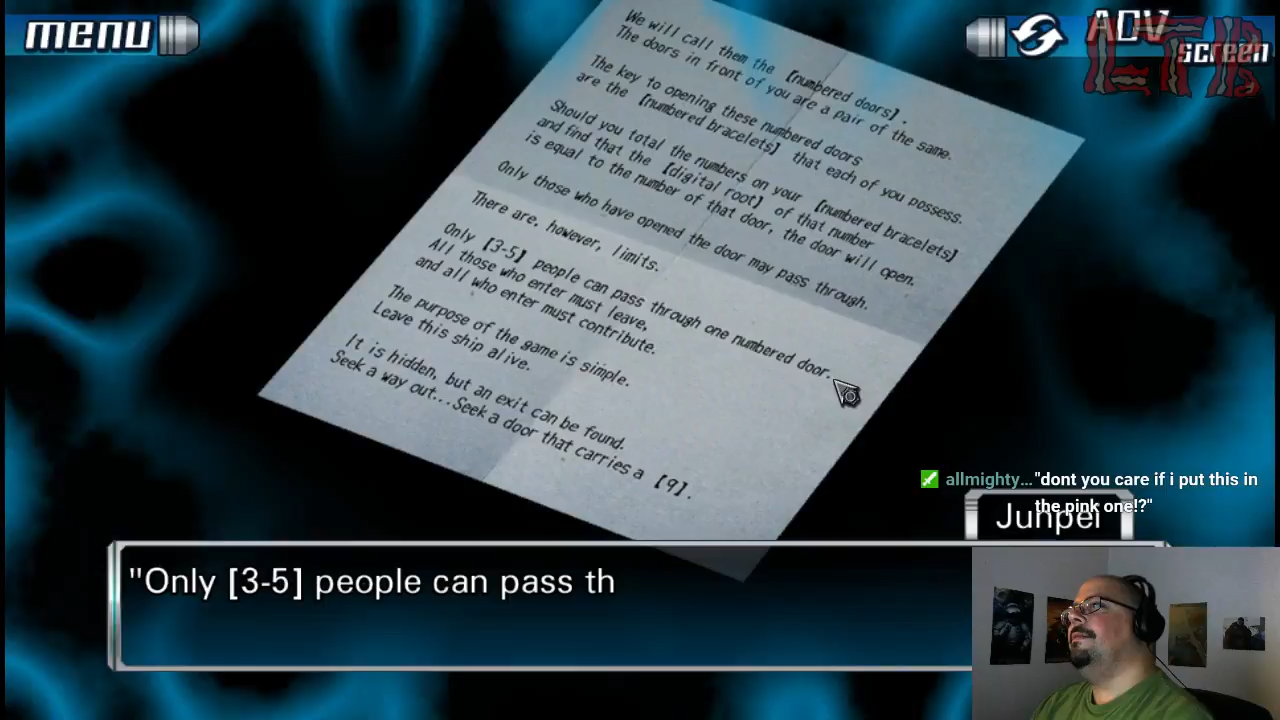 menu
ADV
screen
CTB
We will call them the [numbered doors].
The doors in front of you are a pair of the same.
The key to opening these numbered doors
are the [numbered bracelets] that each of you possess.
Should you total the numbers on your [numbered bracelets]
and find that the [digital root] of that number
is equal to the number of that door, the door will open.
Only those who have opened the door may pass through.
There are, however, limits.
Only [3-5] people can pass through one numbered door.
All those who enter must leave,
and all who enter must contribute.
The purpose of the game is simple.
Leave this ship alive.
It is hidden, but an exit can be found.
Seek a way out...Seek a door that carries a [9].
allmighty... "dont you care if i put this in
the pink one!?"
Junpei
"Only [3-5] people can pass th